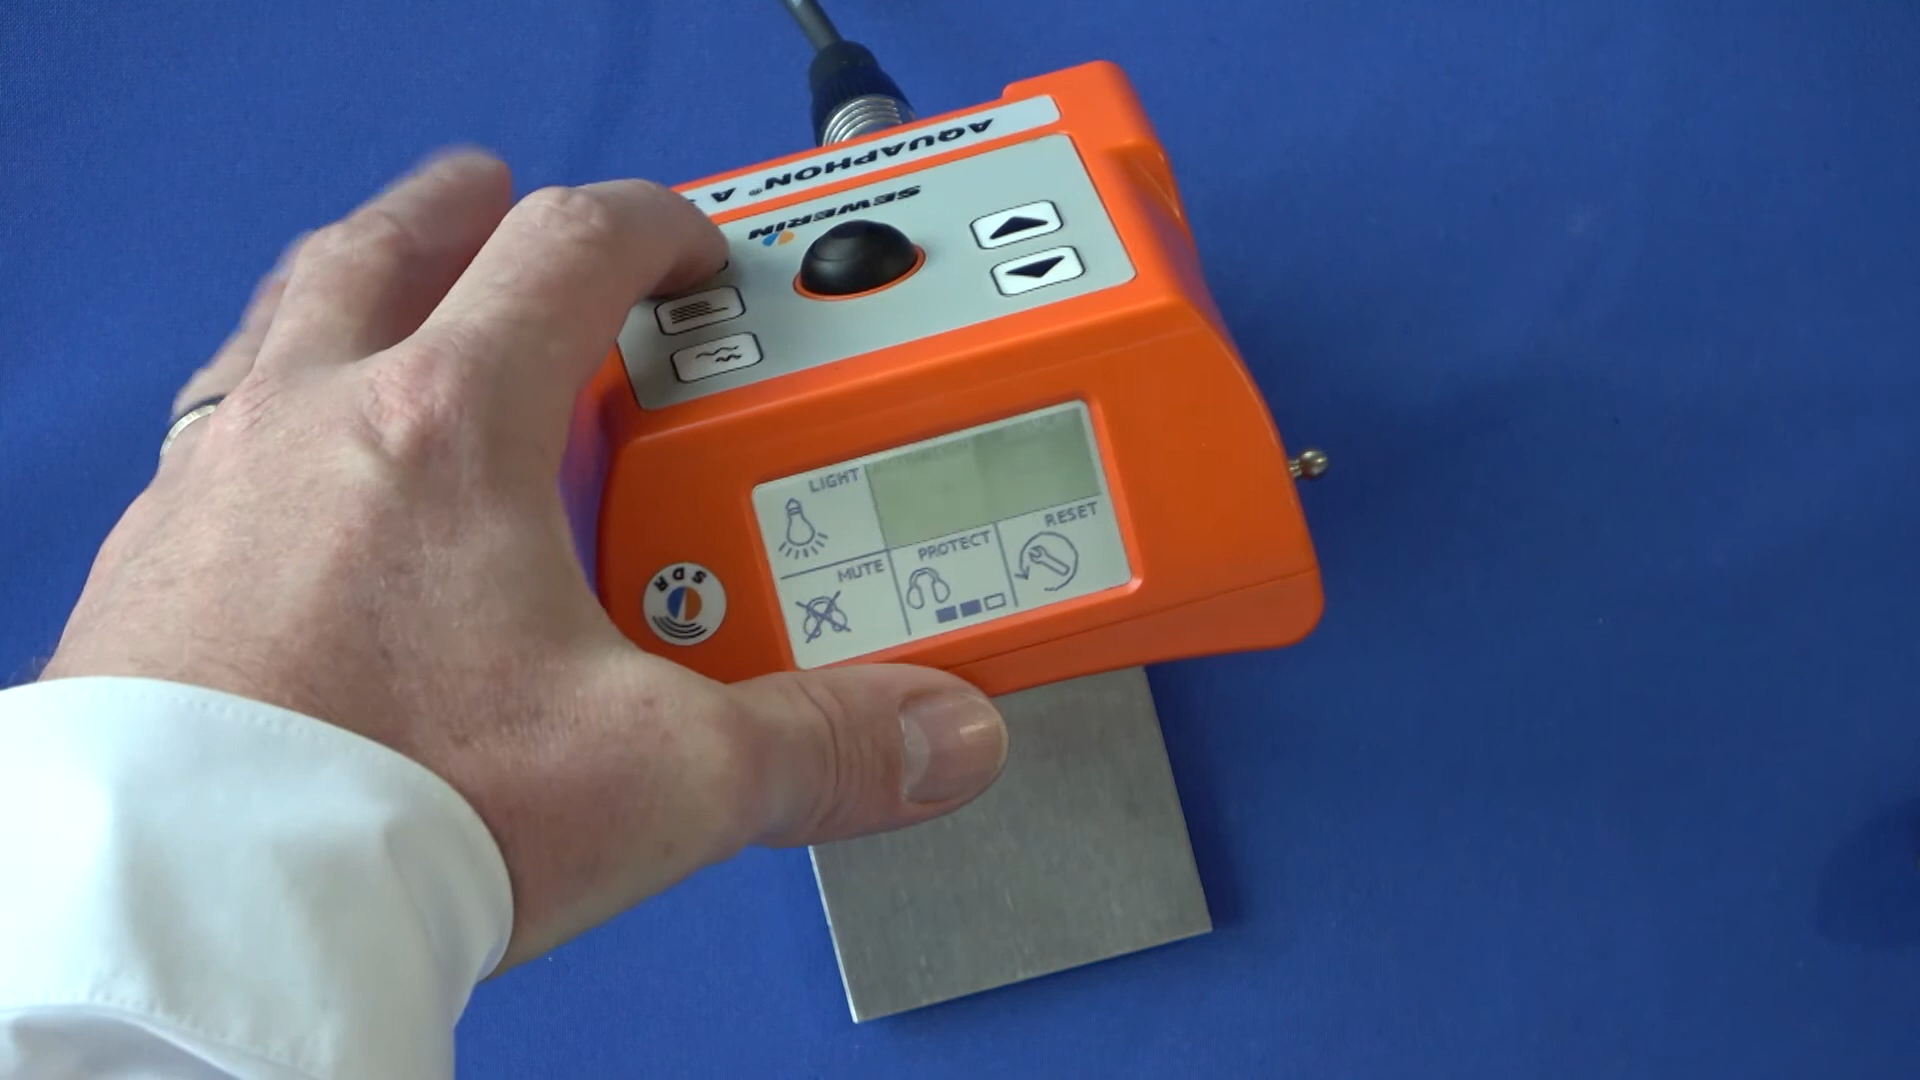 AQUAPHON® A
SEWERIN
LIGHT
RESET
PROTECT
MUTE
SDR